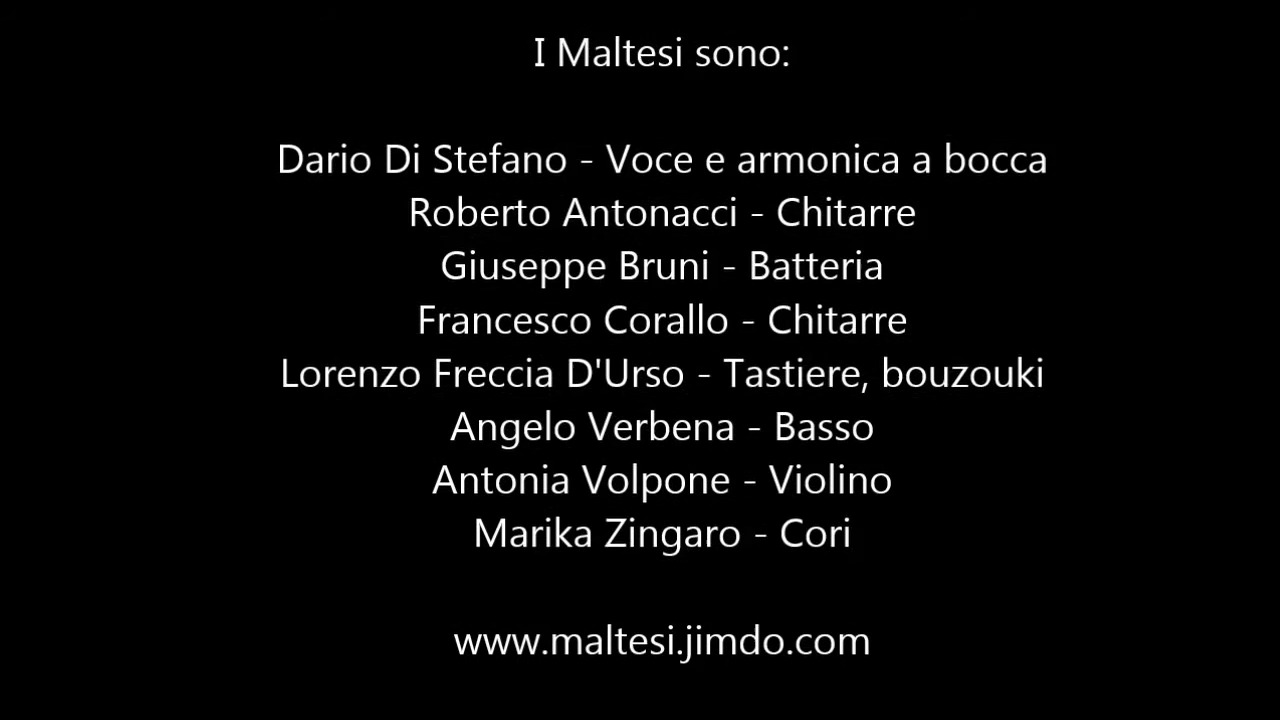 I Maltesi sono:
Dario Di Stefano - Voce e armonica a bocca
Roberto Antonacci - Chitarre
Giuseppe Bruni - Batteria
Francesco Corallo - Chitarre
Lorenzo Freccia D'Urso - Tastiere, bouzouki
Angelo Verbena - Basso
Antonia Volpone - Violino
Marika Zingaro - Cori
www.maltesi.jimdo.com